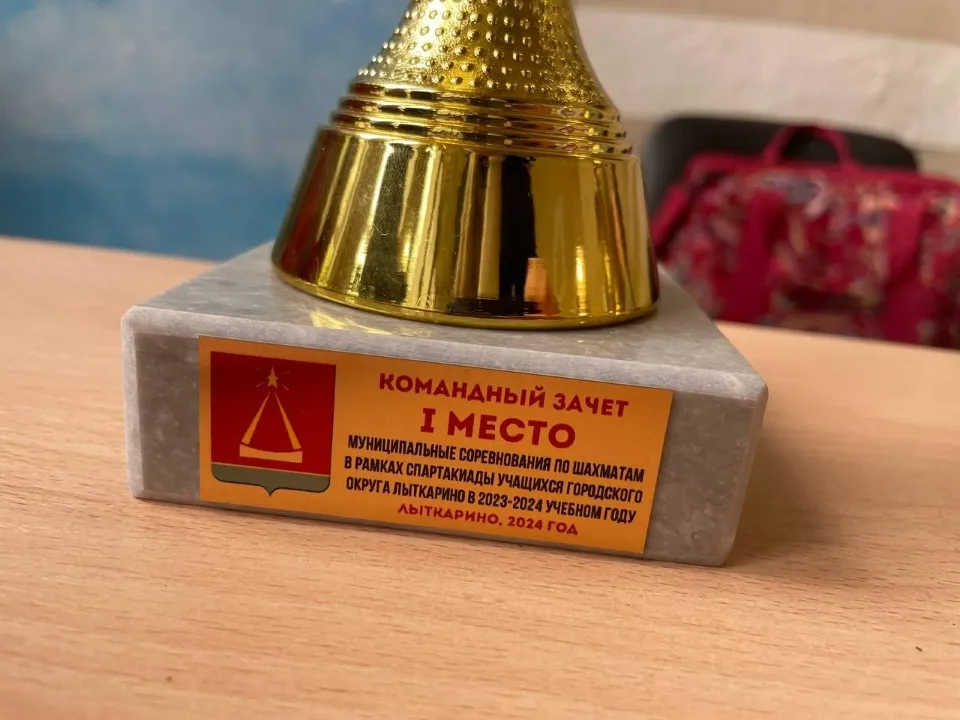 КОМАНДНЫЙ ЗАЧЕТ
I МЕСТО
МУНИЦИПАЛЬНЫЕ СОРЕВНОВАНИЯ ПО ШАХМАТАМ
В РАМКАХ СПАРТАКИАДЫ УЧАЩИХСЯ ГОРОДСКОГО
ОКРУГА ЛЫТКАРИНО В 2023-2024 УЧЕБНОМ ГОДУ
ЛЫТКАРИНО, 2024 ГОД